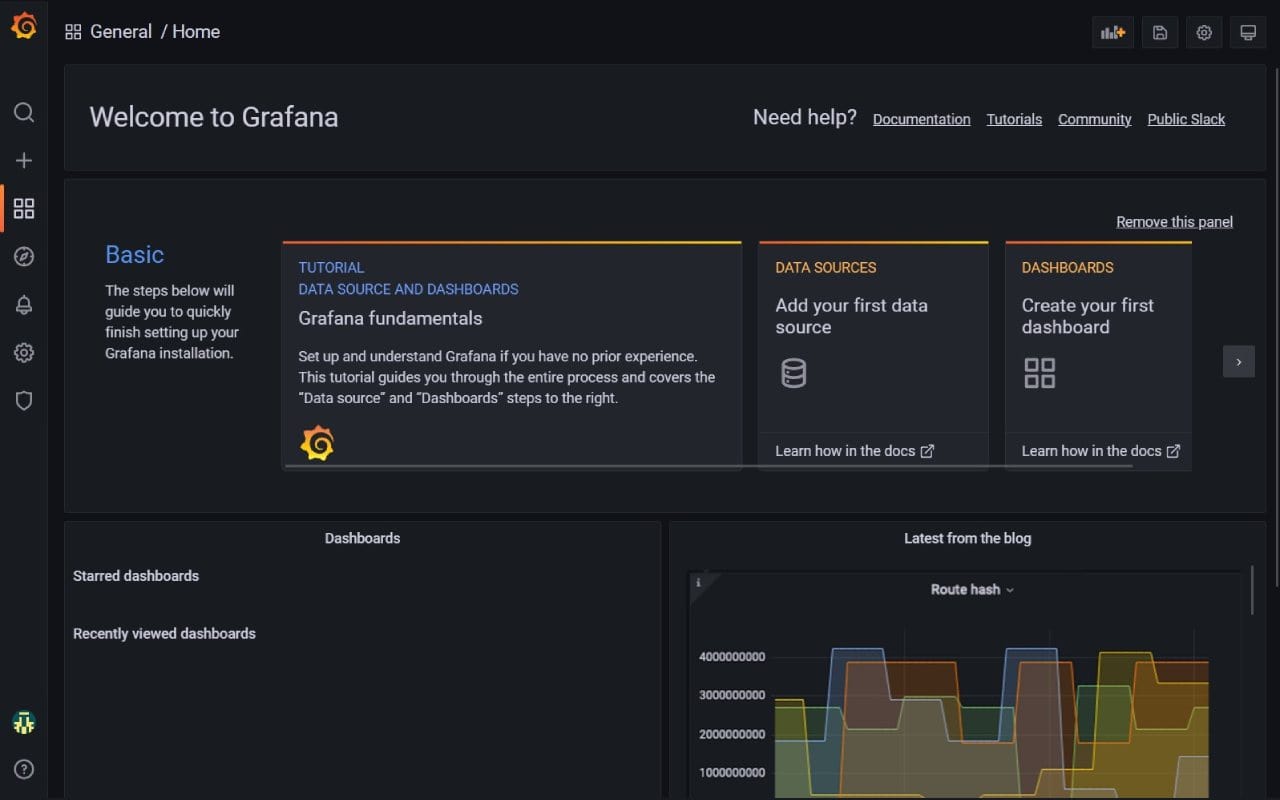 General / Home
Welcome to Grafana
Need help? Documentation Tutorials Community Public Slack
Remove this panel
Basic
The steps below will
guide you to quickly
finish setting up your
Grafana installation.
TUTORIAL
DATA SOURCE AND DASHBOARDS
Grafana fundamentals
Set up and understand Grafana if you have no prior experience.
This tutorial guides you through the entire process and covers the
“Data source” and “Dashboards” steps to the right.
DATA SOURCES
Add your first data
source
Learn how in the docs
DASHBOARDS
Create your first
dashboard
Learn how in the docs
Dashboards
Starred dashboards
Recently viewed dashboards
Latest from the blog
i
Route hash
4000000000
3000000000
2000000000
1000000000